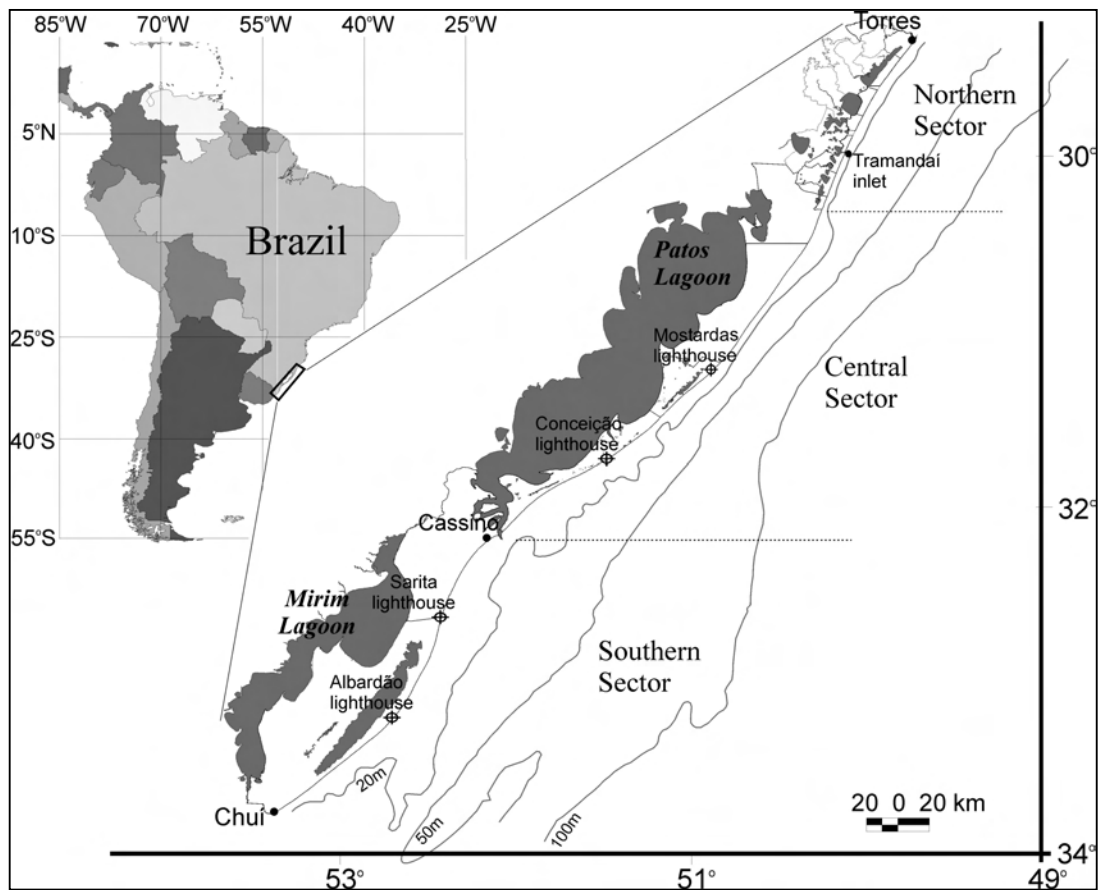 85°W 70°W 55°W 40°W 25°W
5°N
10°S
25°S
40°S
55°S
Brazil
Torres
Northern
Sector
Tramandaí
inlet
30°
Patos
Lagoon
Mostardas
lighthouse
Central
Sector
Conceição
lighthouse
32°
Cassino
Sarita
lighthouse
Mirim
Lagoon
Southern
Sector
Albardão
lighthouse
20m
50m
100m
Chuí
20 0 20 km
34°
53° 51° 49°